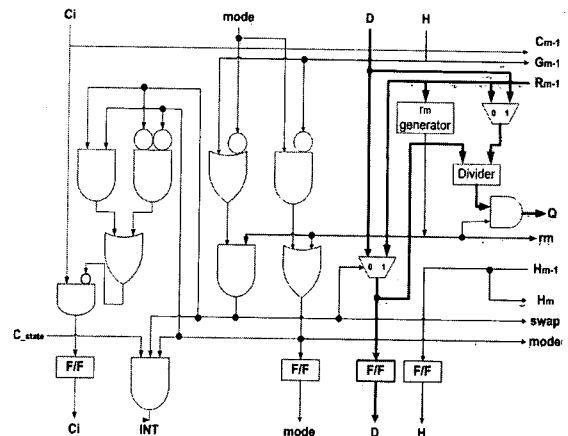 Ci mode D H
Cm-1
Gm-1
Rm-1
rm
generator
0 1
Divider
Q
rm
0 1
Hm-1
Hm
swap
C_state
mode
F/F F/F F/F F/F
Ci INT mode D H